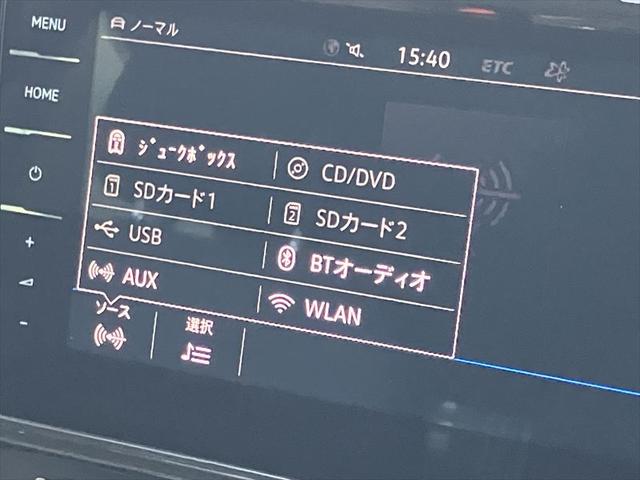 MENU
ノーマル
15:40
ETC
HOME
ジュークボックス
CD/DVD
1
SDカード1
2
SDカード2
USB
BTオーディオ
AUX
WLAN
ソース
選択
+
-